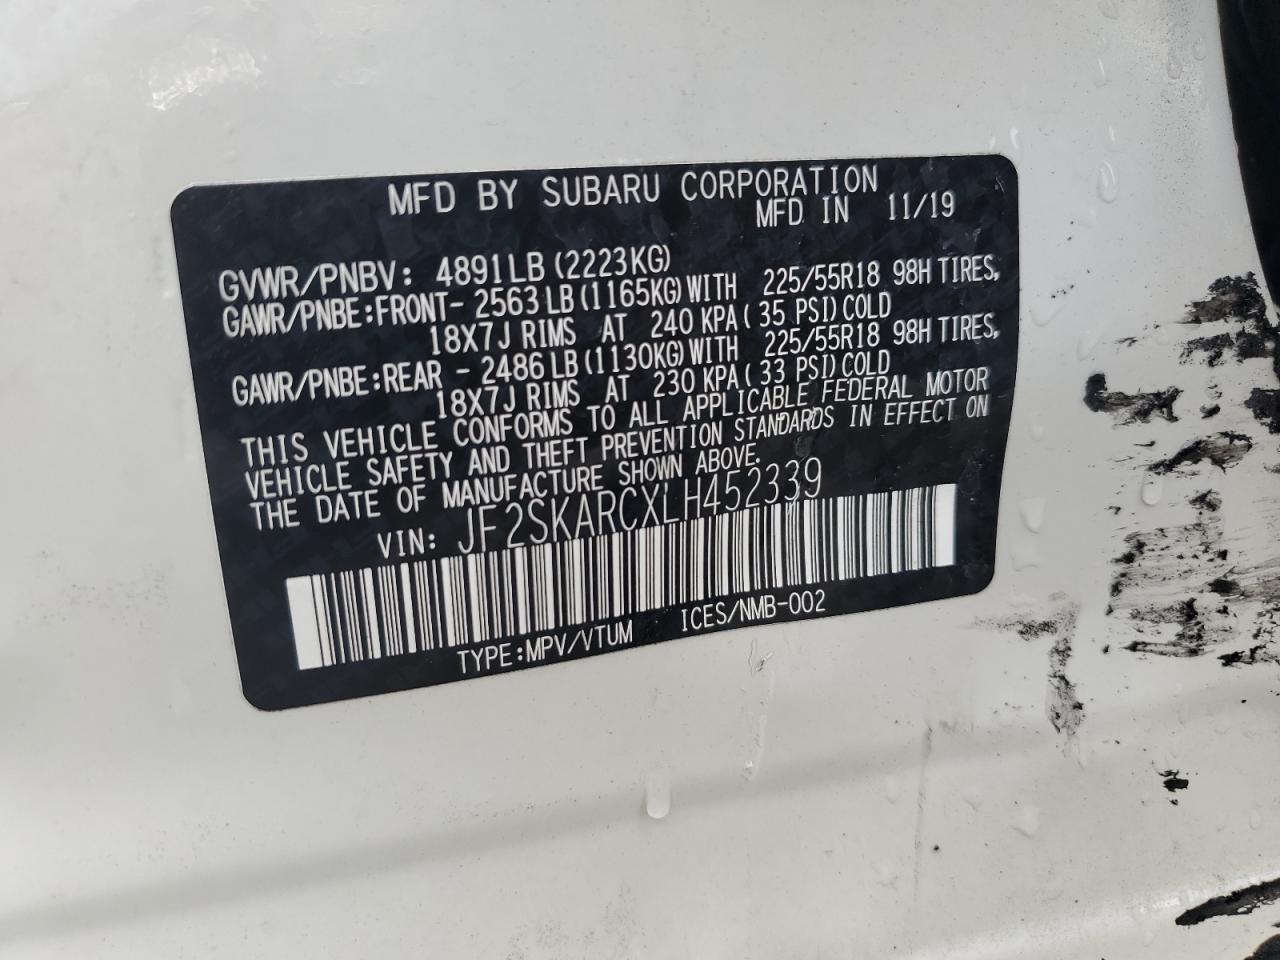 MFD BY SUBARU CORPORATION
MFD IN 11/19
GVWR/PNBV: 4891LB (2223KG)
GAWR/PNBE:FRONT- 2563 LB (1165KG) WITH 225/55R18 98H TIRES,
18X7J RIMS AT 240 KPA ( 35 PSI) COLD
GAWR/PNBE:REAR - 2486 LB (1130KG) WITH 225/55R18 98H TIRES,
18X7J RIMS AT 230 KPA ( 33 PSI) COLD
THIS VEHICLE CONFORMS TO ALL APPLICABLE FEDERAL MOTOR
VEHICLE SAFETY AND THEFT PREVENTION STANDARDS IN EFFECT ON
THE DATE OF MANUFACTURE SHOWN ABOVE.
VIN: JF2SKARCXLH452339
TYPE:MPV/VTUM ICES/NMB-002